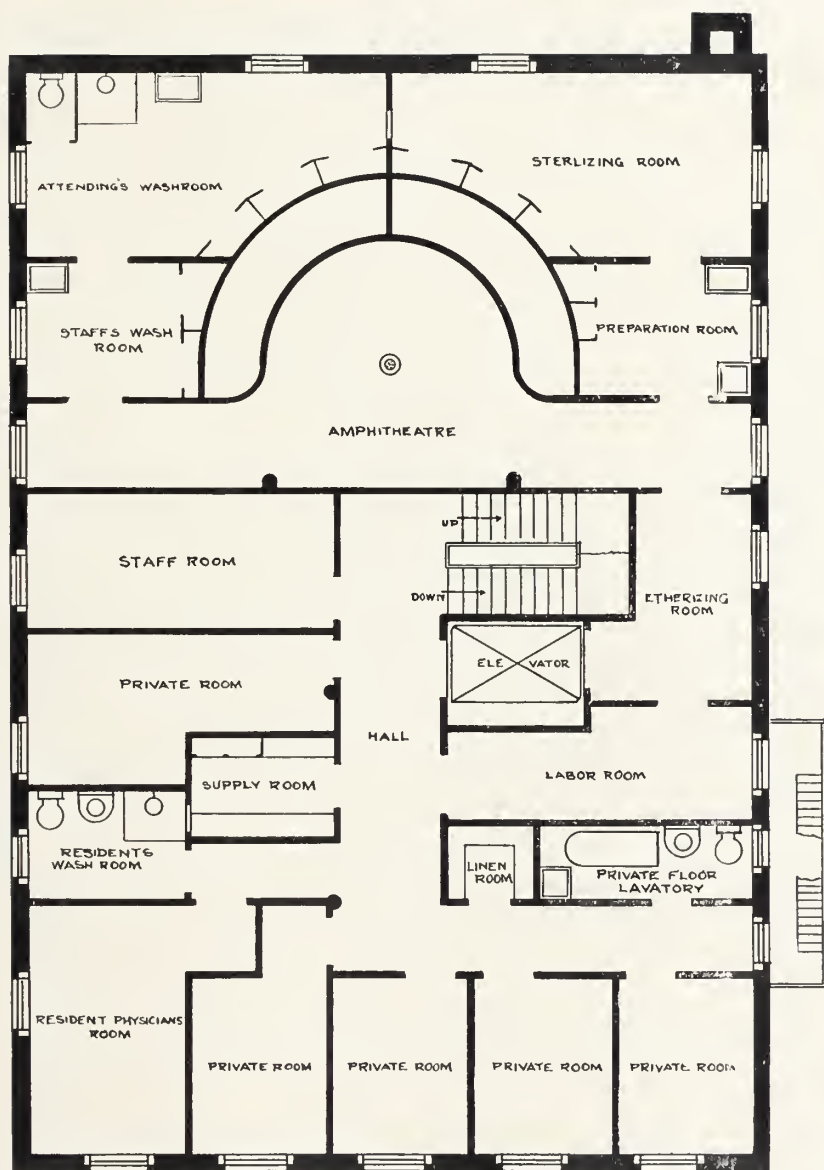 ATTENDING'S WASHROOM
STERLIZING ROOM
STAFFS WASH
ROOM
PREPARATION ROOM
AMPHITHEATRE
STAFF ROOM
UP
DOWN
ETHERIZING
ROOM
PRIVATE ROOM
ELEVATOR
HALL
SUPPLY ROOM
LABOR ROOM
RESIDENTS
WASH ROOM
LINEN
ROOM
PRIVATE FLOOR
LAVATORY
RESIDENT PHYSICIANS
ROOM
PRIVATE ROOM
PRIVATE ROOM
PRIVATE ROOM
PRIVATE ROOM